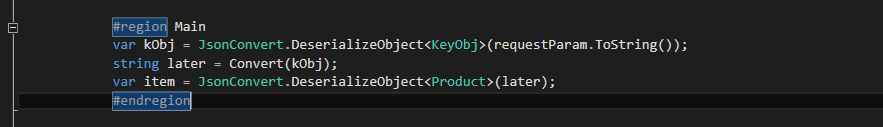 #region Main
var kObj = JsonConvert.DeserializeObject<KeyObj>(requestParam.ToString());
string later = Convert(kObj);
var item = JsonConvert.DeserializeObject<Product>(later);
#endregion